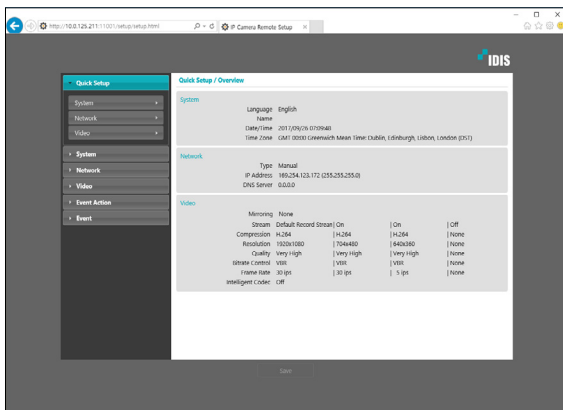 http://10.0.126.211:11001/setup/setup.html
IP Camera Remote Setup
IDIS
Quick Setup
System
Network
Video
System
Network
Video
Event Action
Event
Quick Setup / Overview
System
Language English
Name
Date/Time 2017/09/26 07:09:40
Time Zone GMT 00:00 Greenwich Mean Time: Dublin, Edinburgh, Lisbon, London (DST)
Network
Type Manual
IP Address 169.254.123.172 (255.255.255.0)
DNS Server 0.0.0.0
Video
Mirroring None
Stream Default Record Stream | On | On | Off
Compression H.264 | H.264 | H.264 | None
Resolution 1920x1080 | 704x480 | 640x360 | None
Quality Very High | Very High | Very High | None
Bitrate Control VBR | VBR | VBR | None
Frame Rate 30 ips | 30 ips | 5 ips | None
Intelligent Codec Off
Save